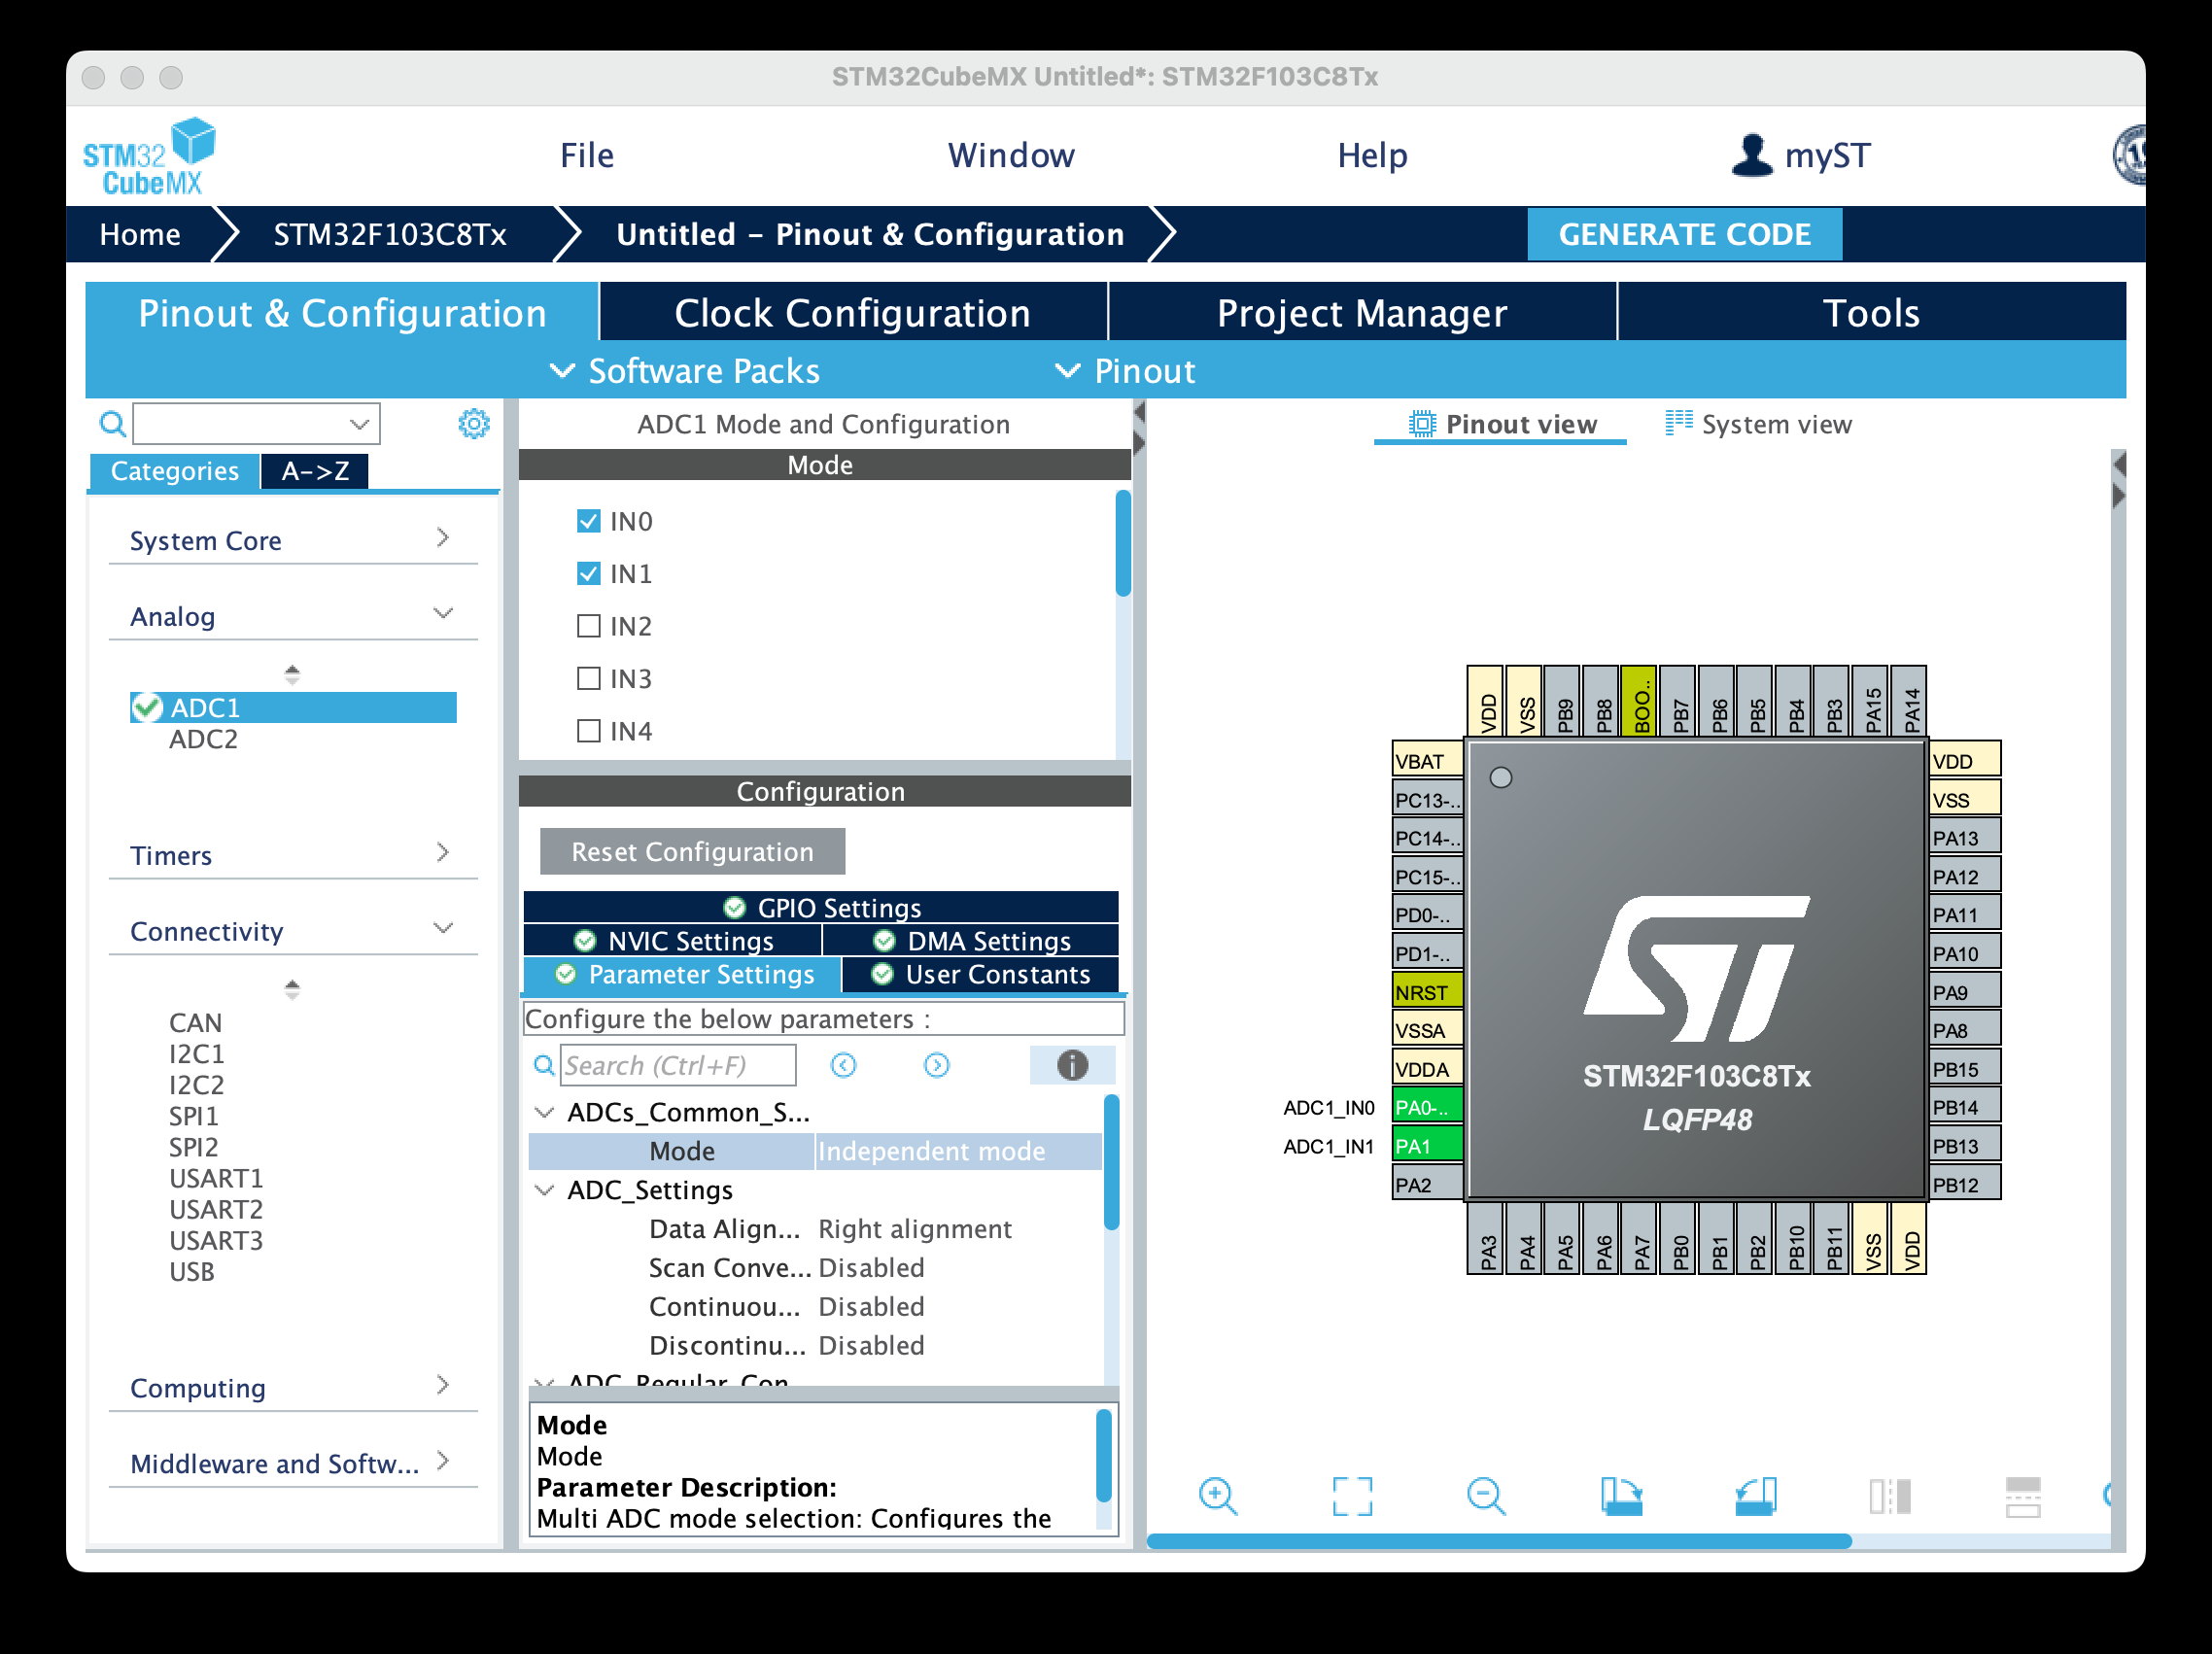 STM32CubeMX Untitled*: STM32F103C8Tx
STM32
CubeMX
File
Window
Help
myST
Home
STM32F103C8Tx
Untitled – Pinout & Configuration
GENERATE CODE
Pinout & Configuration
Clock Configuration
Project Manager
Tools
Software Packs
Pinout
Categories
A->Z
System Core
Analog
ADC1
ADC2
Timers
Connectivity
CAN
I2C1
I2C2
SPI1
SPI2
USART1
USART2
USART3
USB
Computing
Middleware and Softw...
ADC1 Mode and Configuration
Mode
IN0
IN1
IN2
IN3
IN4
Configuration
Reset Configuration
GPIO Settings
NVIC Settings
DMA Settings
Parameter Settings
User Constants
Configure the below parameters :
Search (Ctrl+F)
ADCs_Common_S...
Mode Independent mode
ADC_Settings
Data Align... Right alignment
Scan Conve... Disabled
Continuou... Disabled
Discontinu... Disabled
ADC_Regular_Con
Mode
Mode
Parameter Description:
Multi ADC mode selection: Configures the
Pinout view
System view
VDD
VSS
PB9
PB8
BOO..
PB7
PB6
PB5
PB4
PB3
PA15
PA14
VBAT
PC13-..
PC14-..
PC15-..
PD0-..
PD1-..
NRST
VSSA
VDDA
ADC1_IN0 PA0-..
ADC1_IN1 PA1
PA2
ST
STM32F103C8Tx
LQFP48
VDD
VSS
PA13
PA12
PA11
PA10
PA9
PA8
PB15
PB14
PB13
PB12
PA3
PA4
PA5
PA6
PA7
PB0
PB1
PB2
PB10
PB11
VSS
VDD